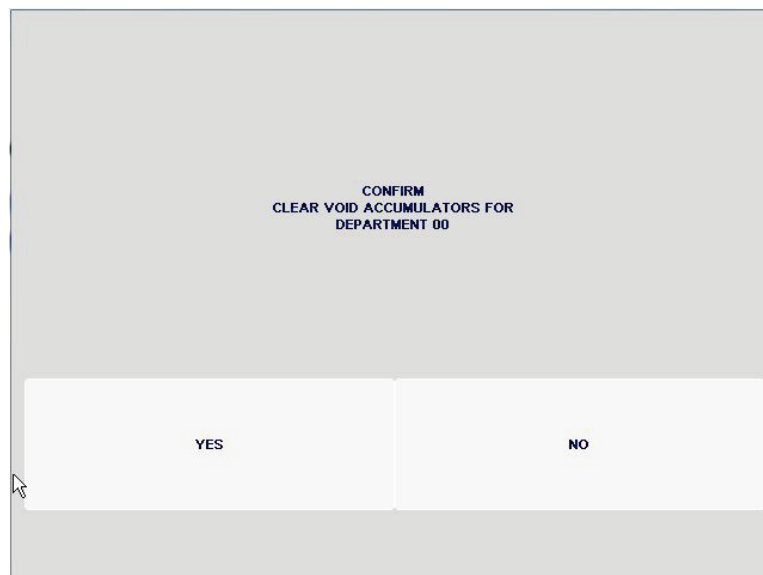 CONFIRM
CLEAR VOID ACCUMULATORS FOR
DEPARTMENT 00
YES
NO